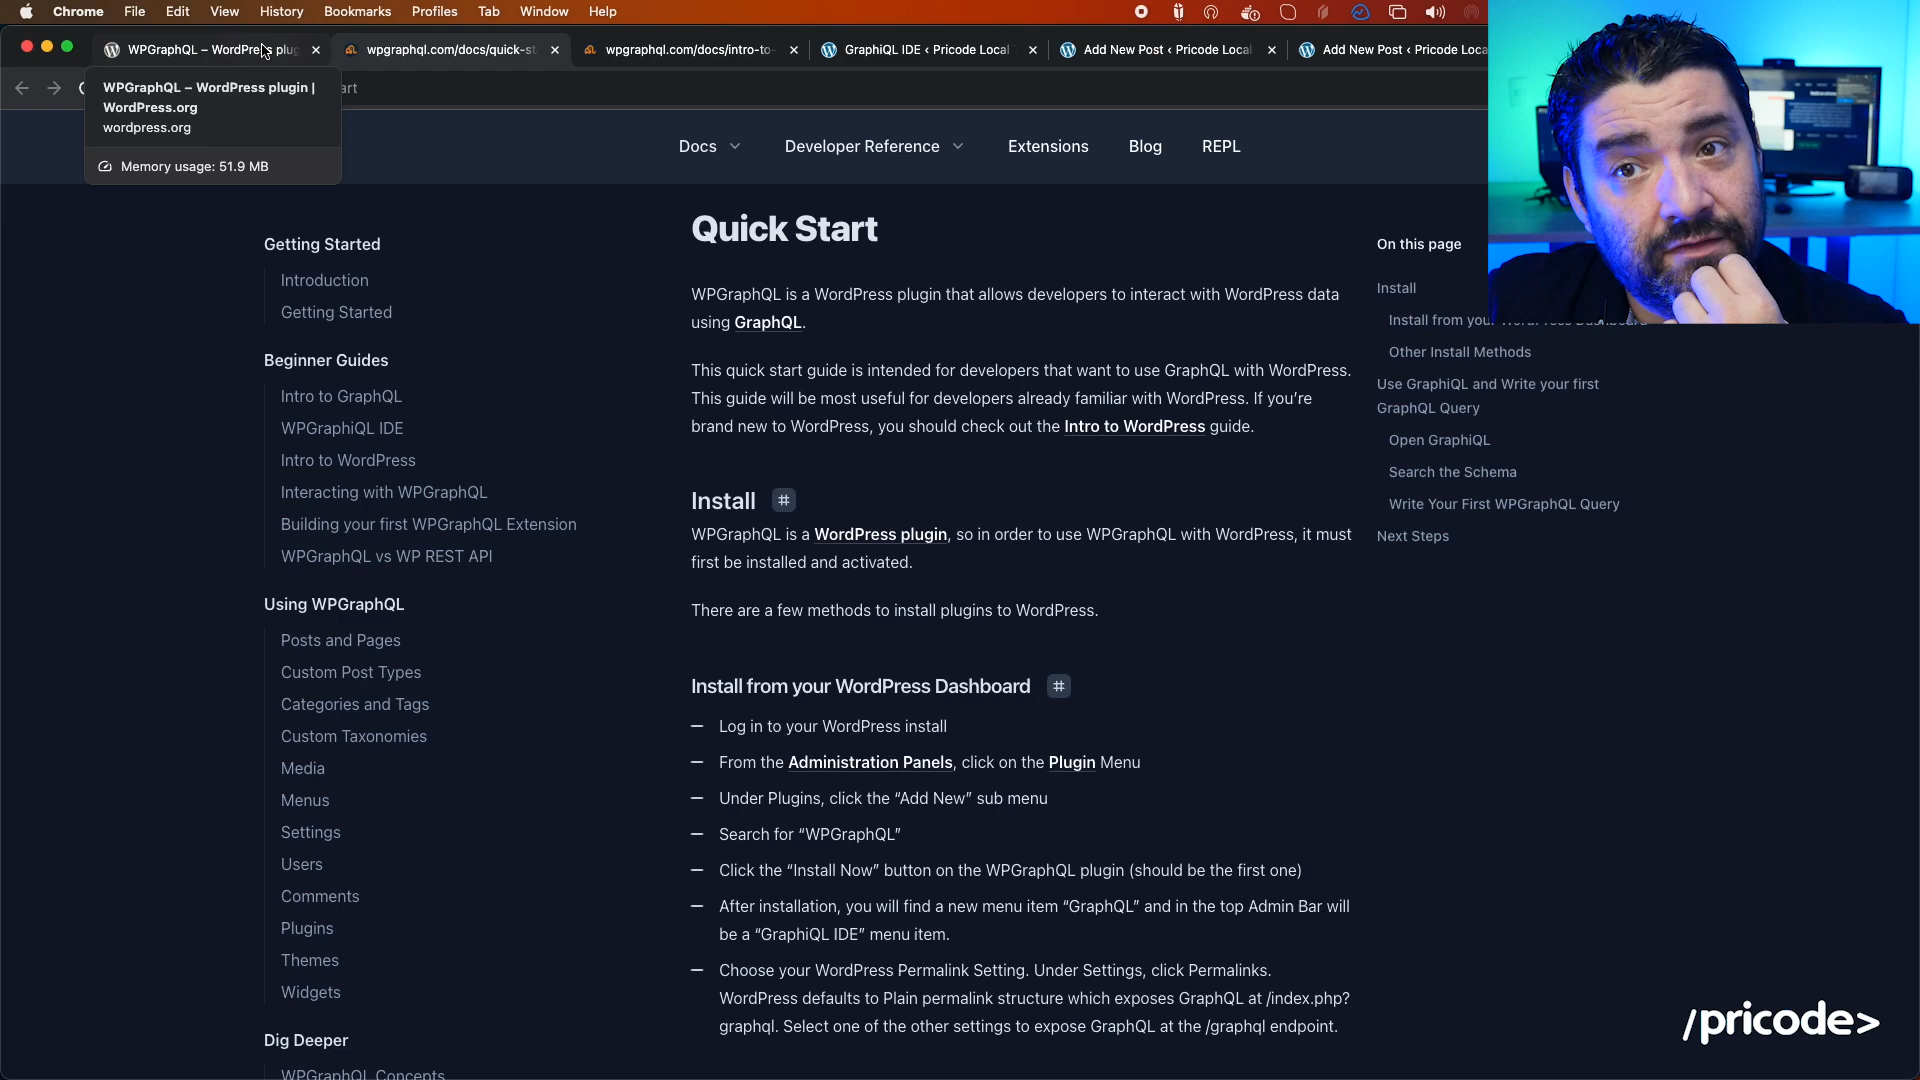 Chrome File Edit View History Bookmarks Profiles Tab Window Help
WPGraphQL – WordPress plug
wpgraphql.com/docs/quick-st
wpgraphql.com/docs/intro-to-
GraphiQL IDE ‹ Pricode Local
Add New Post ‹ Pricode Local
Add New Post ‹ Pricode Loca
art
WPGraphQL – WordPress plugin |
WordPress.org
wordpress.org
Memory usage: 51.9 MB
Docs Developer Reference Extensions Blog REPL
Getting Started
Introduction
Getting Started
Beginner Guides
Intro to GraphQL
WPGraphiQL IDE
Intro to WordPress
Interacting with WPGraphQL
Building your first WPGraphQL Extension
WPGraphQL vs WP REST API
Using WPGraphQL
Posts and Pages
Custom Post Types
Categories and Tags
Custom Taxonomies
Media
Menus
Settings
Users
Comments
Plugins
Themes
Widgets
Dig Deeper
WPGraphQL Concepts
Quick Start
WPGraphQL is a WordPress plugin that allows developers to interact with WordPress data
using GraphQL.
This quick start guide is intended for developers that want to use GraphQL with WordPress.
This guide will be most useful for developers already familiar with WordPress. If you’re
brand new to WordPress, you should check out the Intro to WordPress guide.
Install #
WPGraphQL is a WordPress plugin, so in order to use WPGraphQL with WordPress, it must
first be installed and activated.
There are a few methods to install plugins to WordPress.
Install from your WordPress Dashboard #
— Log in to your WordPress install
— From the Administration Panels, click on the Plugin Menu
— Under Plugins, click the “Add New” sub menu
— Search for “WPGraphQL”
— Click the “Install Now” button on the WPGraphQL plugin (should be the first one)
— After installation, you will find a new menu item “GraphQL” and in the top Admin Bar will
be a “GraphiQL IDE” menu item.
— Choose your WordPress Permalink Setting. Under Settings, click Permalinks.
WordPress defaults to Plain permalink structure which exposes GraphQL at /index.php?
graphql. Select one of the other settings to expose GraphQL at the /graphql endpoint.
On this page
Install
Install from your WordPress Dashboard
Other Install Methods
Use GraphiQL and Write your first
GraphQL Query
Open GraphiQL
Search the Schema
Write Your First WPGraphQL Query
Next Steps
/pricode>